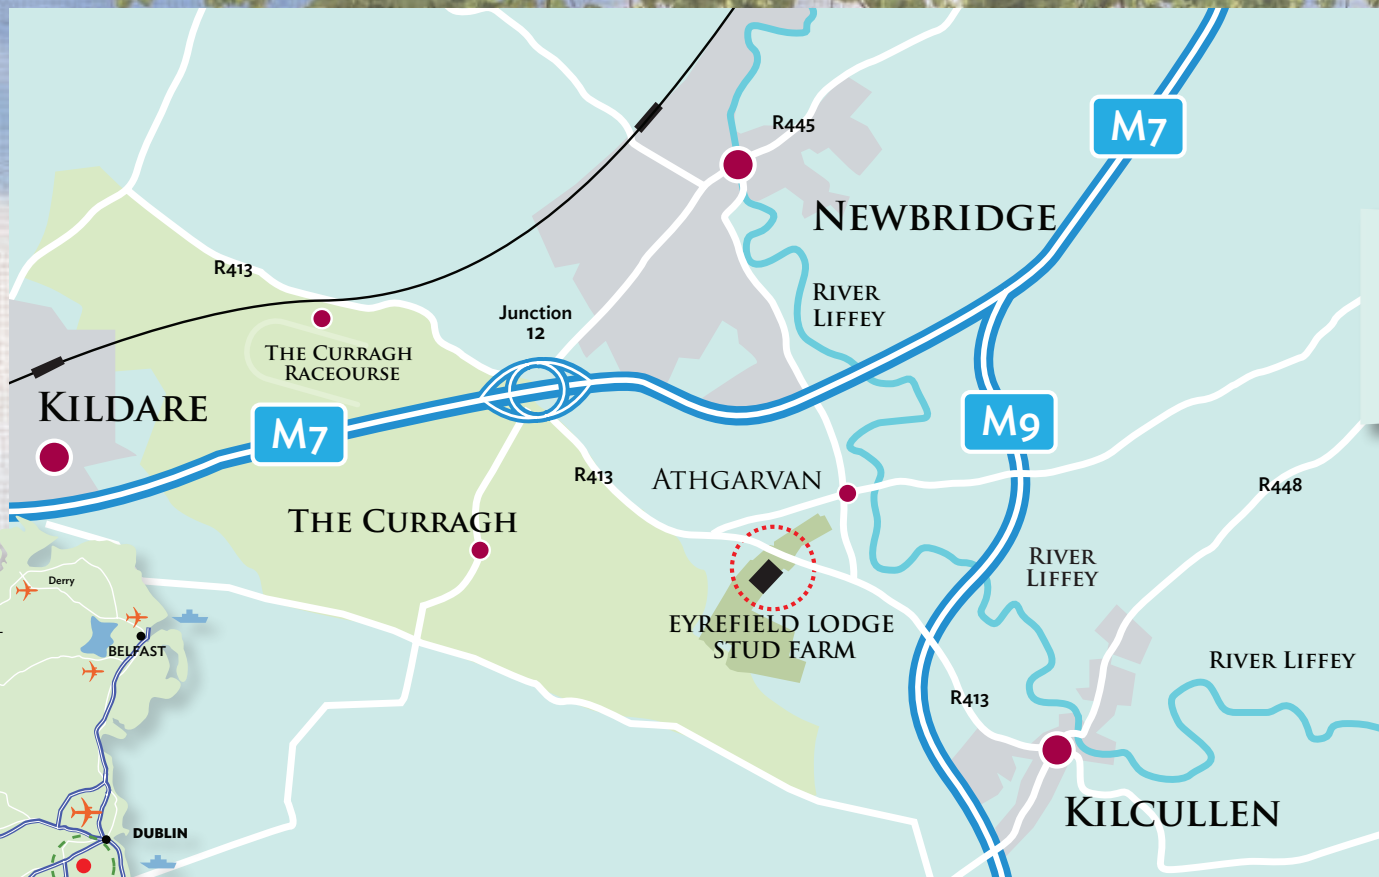 M7
R445
NEWBRIDGE
R413
RIVER
LIFFEY
Junction
12
THE CURRAGH
RACEOURSE
KILDARE
M7
M9
R413
ATHGARVAN
R448
THE CURRAGH
RIVER
LIFFEY
Derry
EYREFIELD LODGE
STUD FARM
BELFAST
RIVER LIFFEY
R413
KILCULLEN
DUBLIN